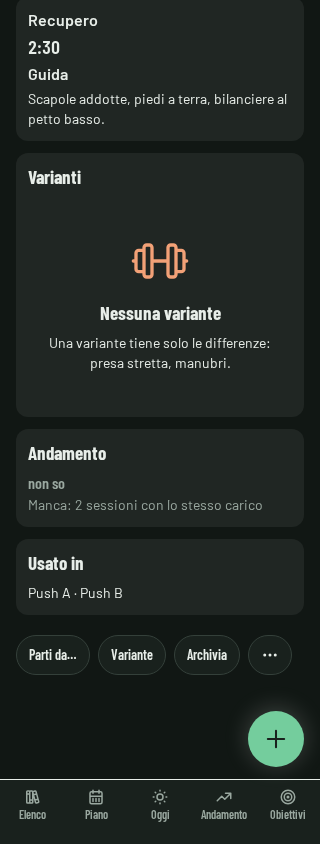 Recupero
2:30
Guida
Scapole addotte, piedi a terra, bilanciere al
petto basso.
Varianti
Nessuna variante
Una variante tiene solo le differenze:
presa stretta, manubri.
Andamento
non so
Manca: 2 sessioni con lo stesso carico
Usato in
Push A · Push B
Parti da… Variante Archivia …
Elenco Piano Oggi Andamento Obiettivi